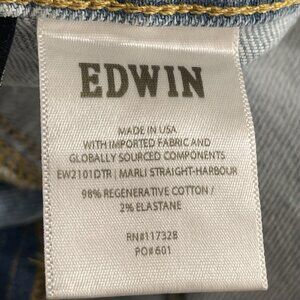 EDWIN
MADE IN USA
WITH IMPORTED FABRIC AND
GLOBALLY SOURCED COMPONENTS
EW2101DTR | MARLI STRAIGHT-HARBOUR
98% REGENERATIVE COTTON /
2% ELASTANE
RN#117328
PO#601